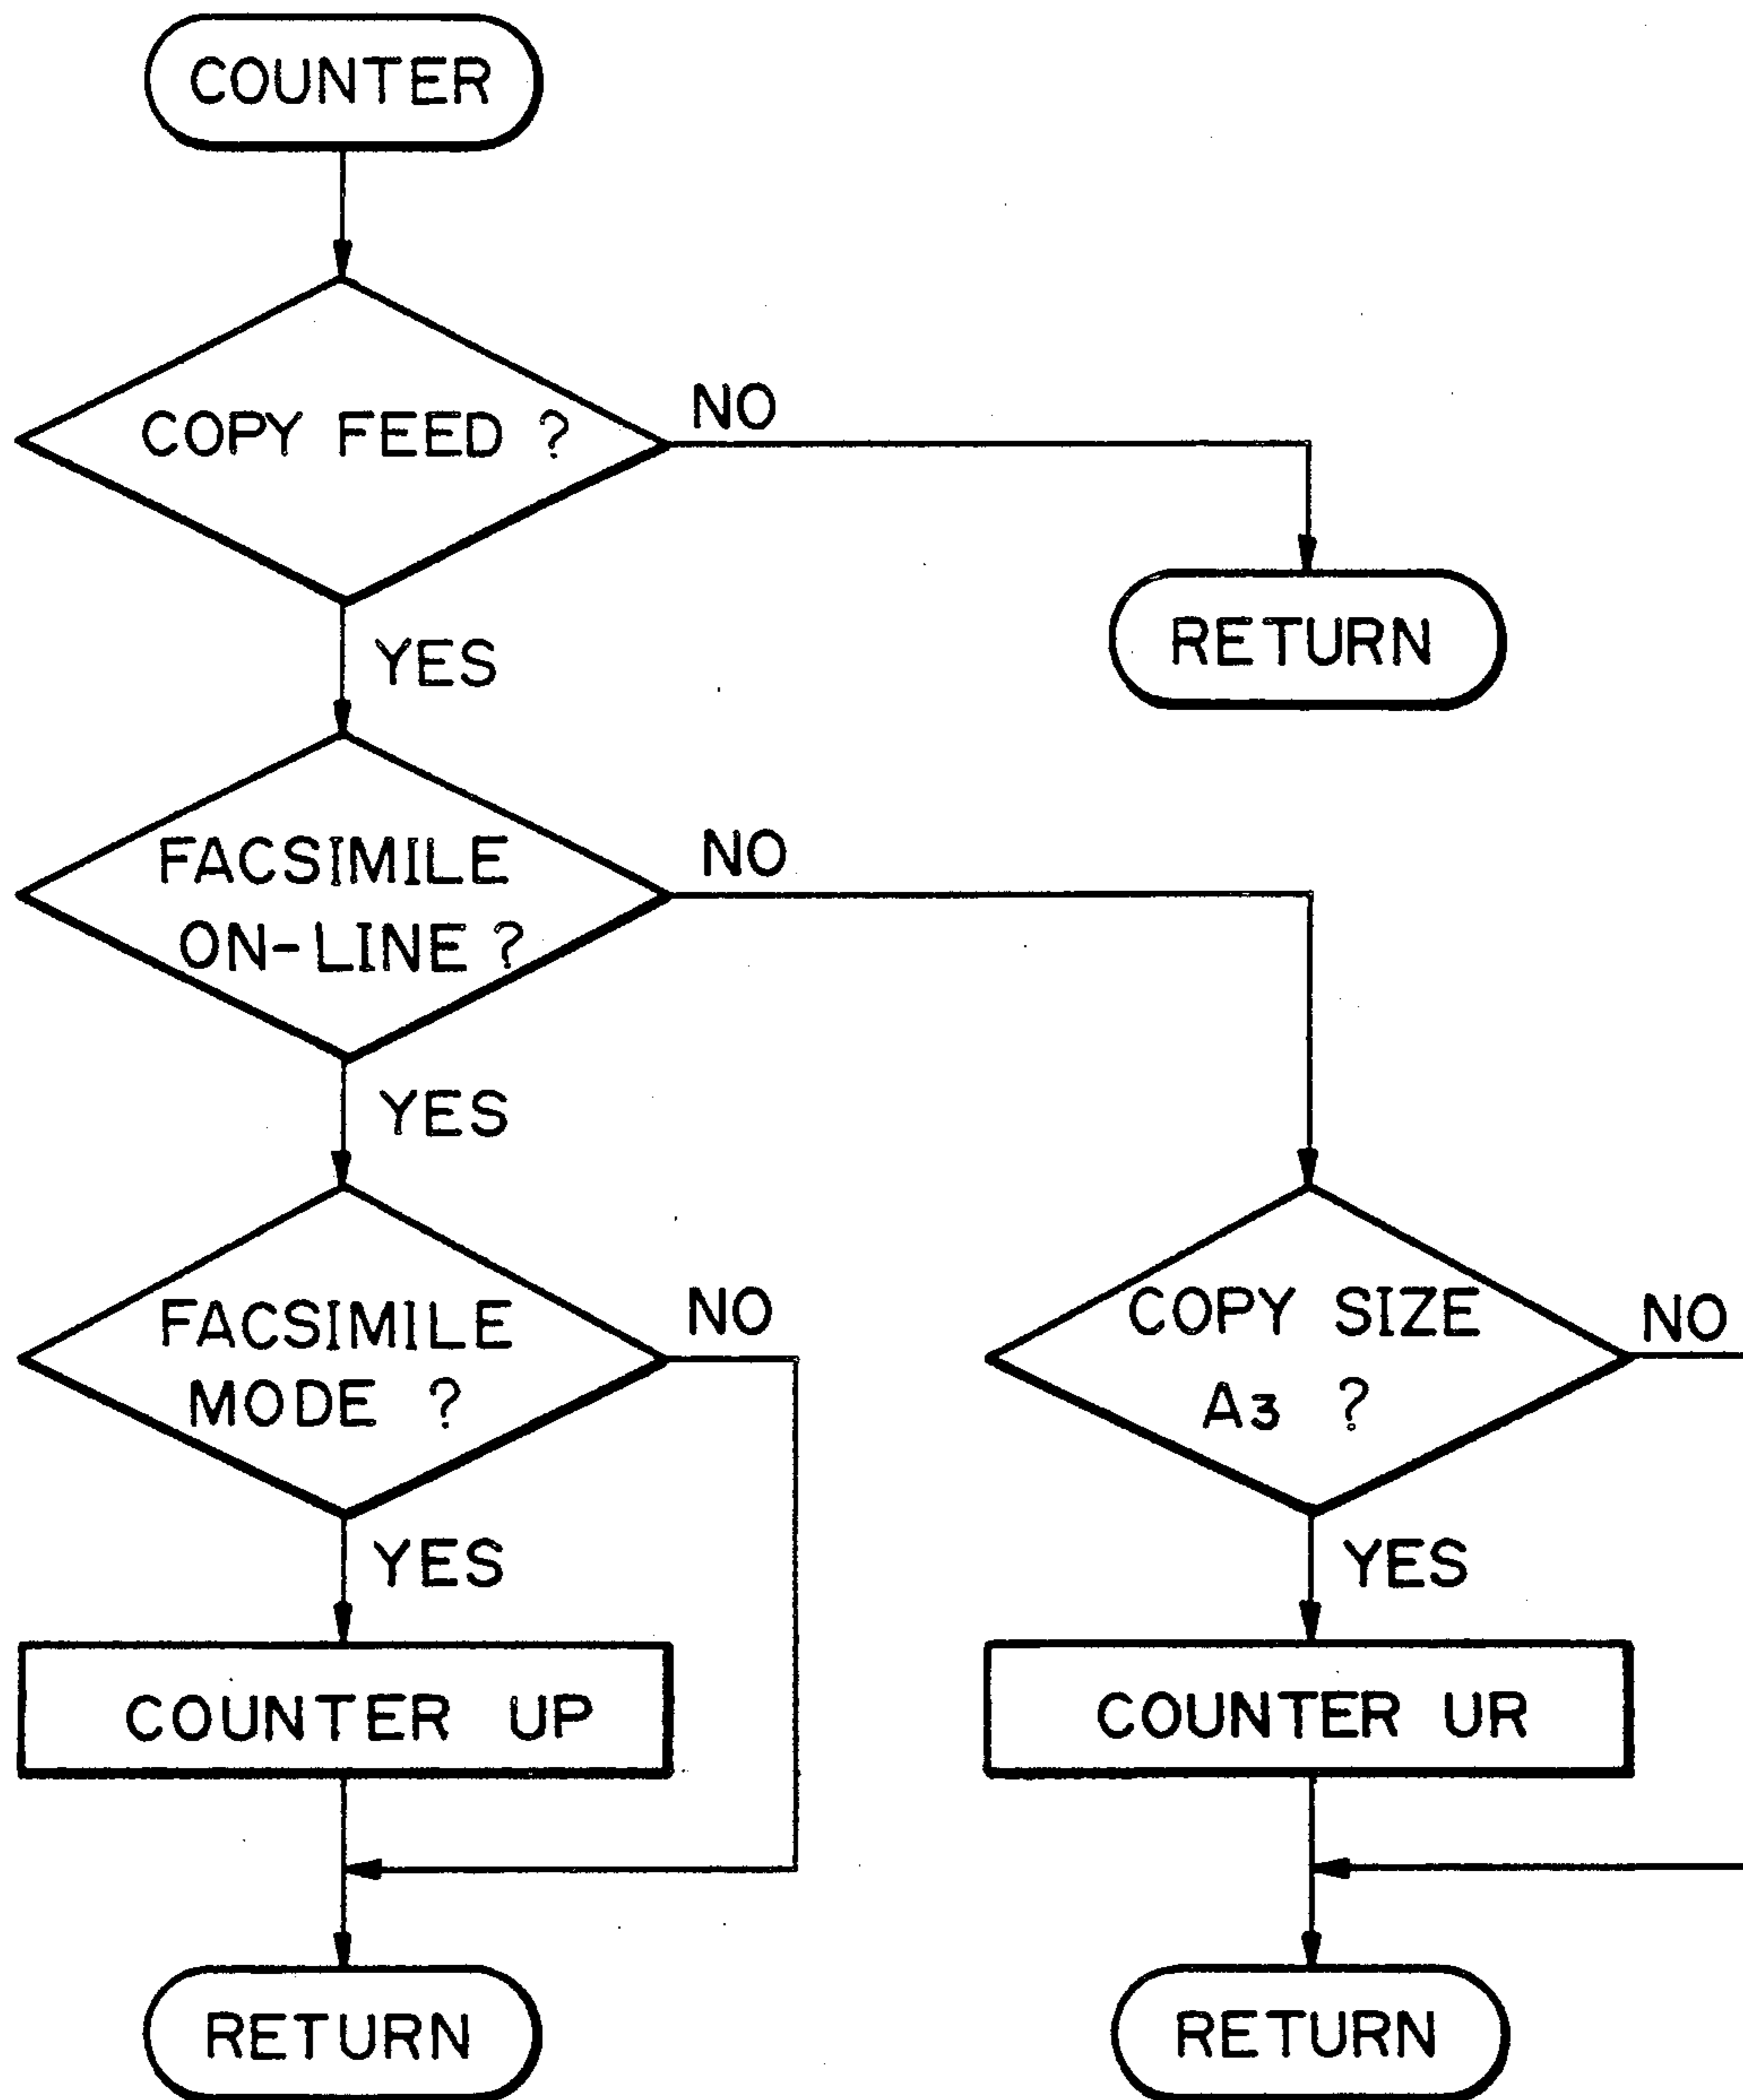 COUNTER
COPY FEED ?
NO
RETURN
YES
FACSIMILE
ON-LINE ?
NO
YES
FACSIMILE
MODE ?
NO
COPY SIZE
A3 ?
NO
YES
YES
COUNTER UP
COUNTER UR
RETURN
RETURN